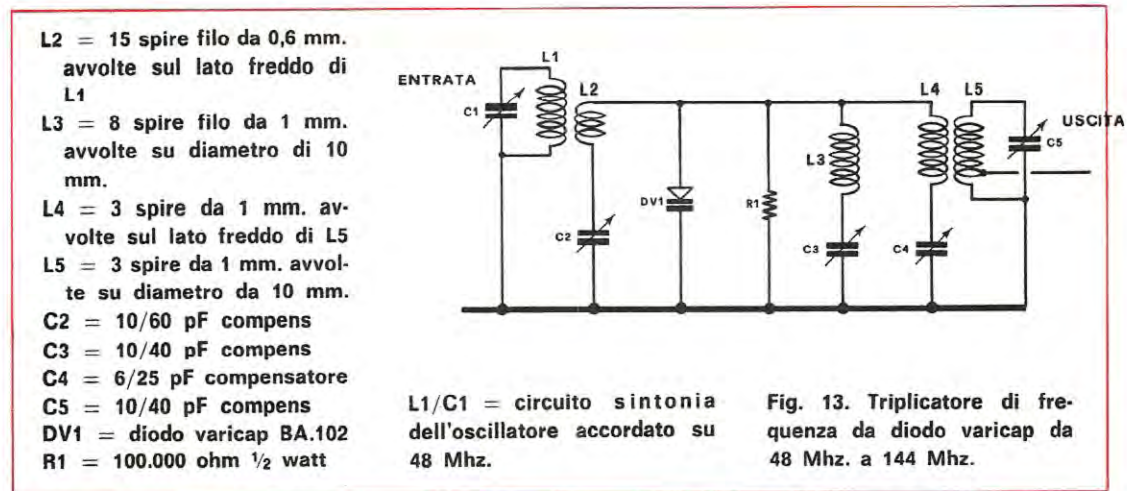 L2 = 15 spire filo da 0,6 mm.
avvolte sul lato freddo di
L1
L3 = 8 spire filo da 1 mm.
avvolte su diametro di 10
mm.
L4 = 3 spire da 1 mm. av-
volte sul lato freddo di L5
L5 = 3 spire da 1 mm. avvol-
te su diametro da 10 mm.
C2 = 10/60 pF compens
C3 = 10/40 pF compens
C4 = 6/25 pF compensatore
C5 = 10/40 pF compens
DV1 = diodo varicap BA.102
R1 = 100.000 ohm ½ watt
ENTRATA
L1
C1
L2
C2
DV1
R1
L3
C3
L4
L5
C4
C5
USCITA
L1/C1 = circuito sintonia
dell'oscillatore accordato su
48 Mhz.
Fig. 13. Triplicatore di fre-
quenza da diodo varicap da
48 Mhz. a 144 Mhz.